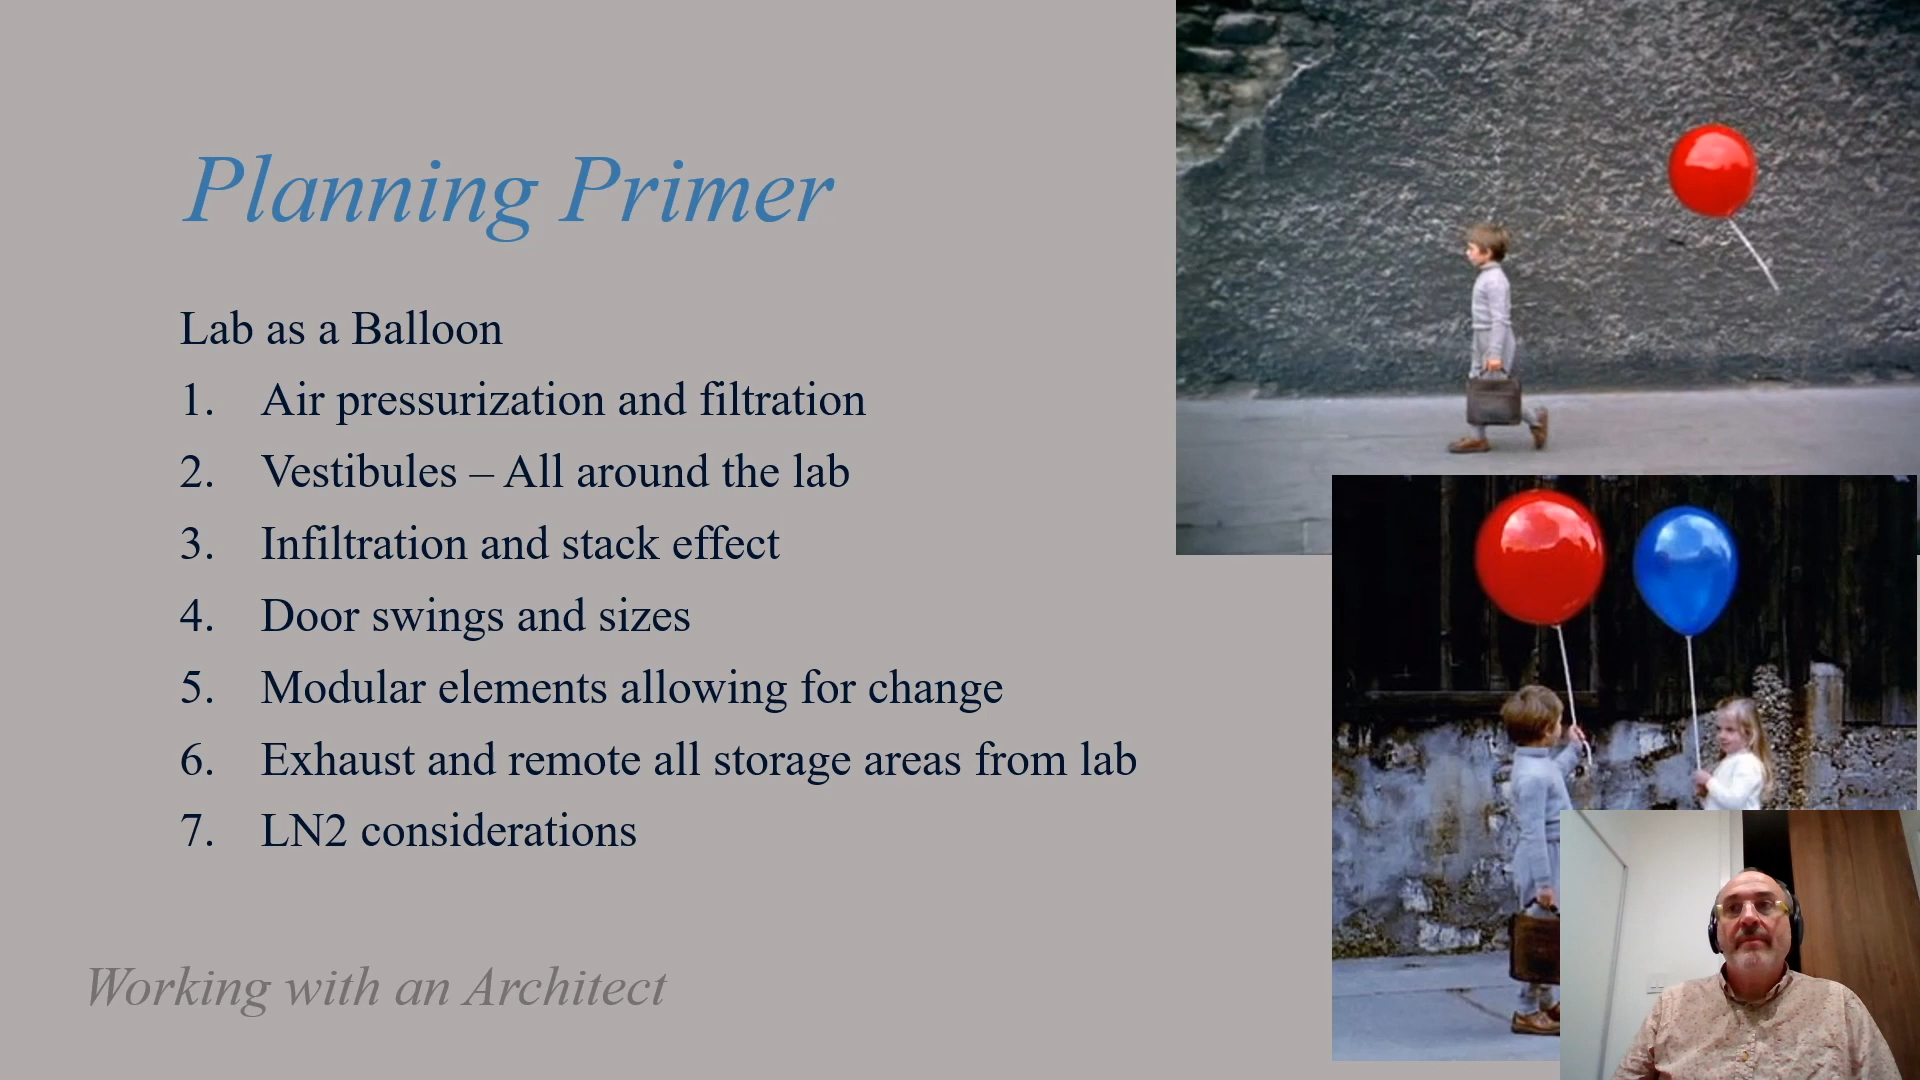 Planning Primer
Lab as a Balloon
1. Air pressurization and filtration
2. Vestibules – All around the lab
3. Infiltration and stack effect
4. Door swings and sizes
5. Modular elements allowing for change
6. Exhaust and remote all storage areas from lab
7. LN2 considerations
Working with an Architect